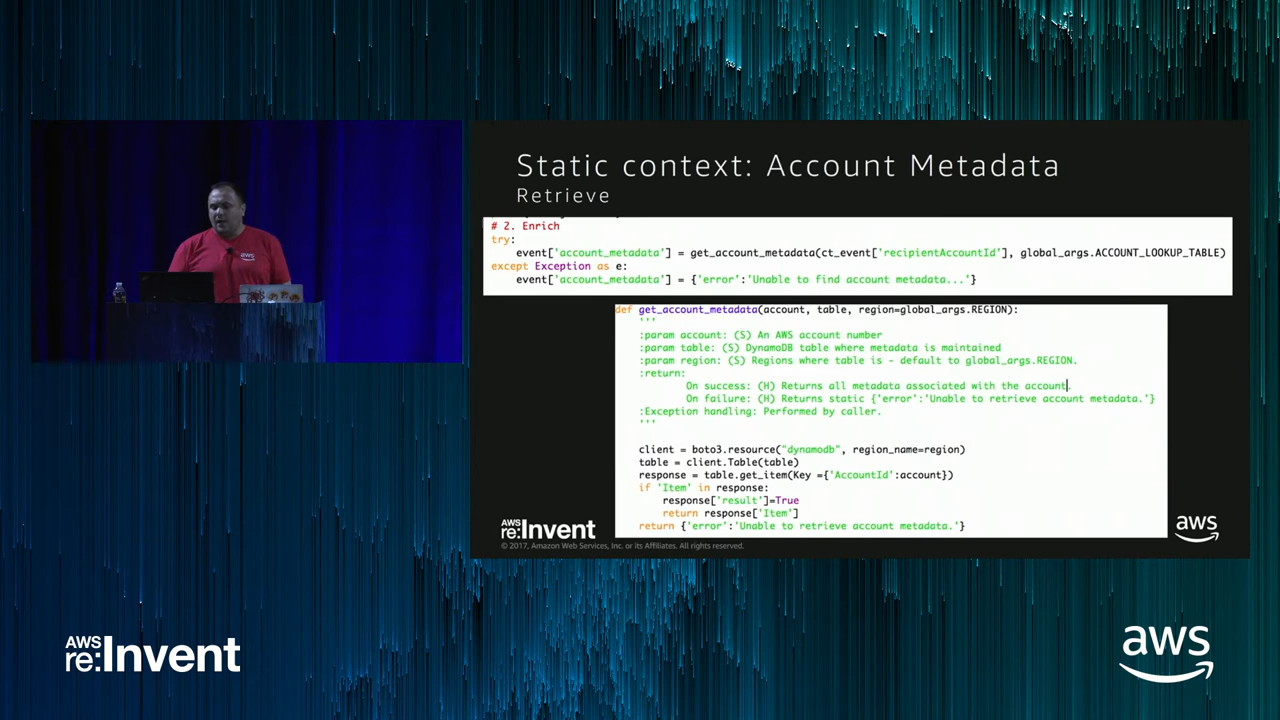 Static context: Account Metadata
Retrieve
# 2. Enrich
try:
event['account_metadata'] = get_account_metadata(ct_event['recipientAccountId'], global_args.ACCOUNT_LOOKUP_TABLE)
except Exception as e:
event['account_metadata'] = {'error':'Unable to find account metadata...'}
def get_account_metadata(account, table, region=global_args.REGION):
'''
:param account: (S) An AWS account number
:param table: (S) DynamoDB table where metadata is maintained
:param region: (S) Regions where table is - default to global_args.REGION.
:return:
On success: (H) Returns all metadata associated with the account.
On failure: (H) Returns static {'error':'Unable to retrieve account metadata.'}
:Exception handling: Performed by caller.
'''
client = boto3.resource("dynamodb", region_name=region)
table = client.Table(table)
response = table.get_item(Key ={'AccountId':account})
if 'Item' in response:
response['result']=True
return response['Item']
return {'error':'Unable to retrieve account metadata.'}
AWS
re:Invent
© 2017, Amazon Web Services, Inc. or its Affiliates. All rights reserved.
aws
aws
AWS
re:Invent
aws